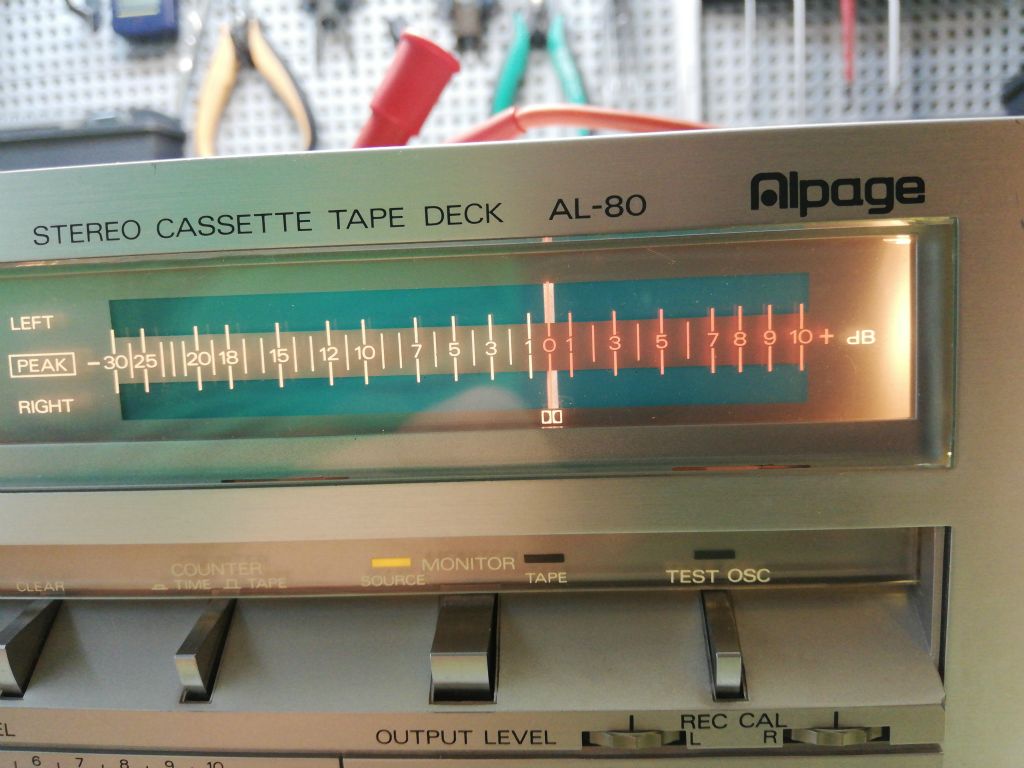 Alpage
STEREO CASSETTE TAPE DECK AL-80
LEFT
PEAK -30 25 20 18 15 12 10 7 5 3 1 0 1 3 5 7 8 9 10 + dB
RIGHT
COUNTER MONITOR
CLEAR TIME TAPE SOURCE TAPE TEST OSC
OUTPUT LEVEL REC CAL
L R
6 7 8 9 10